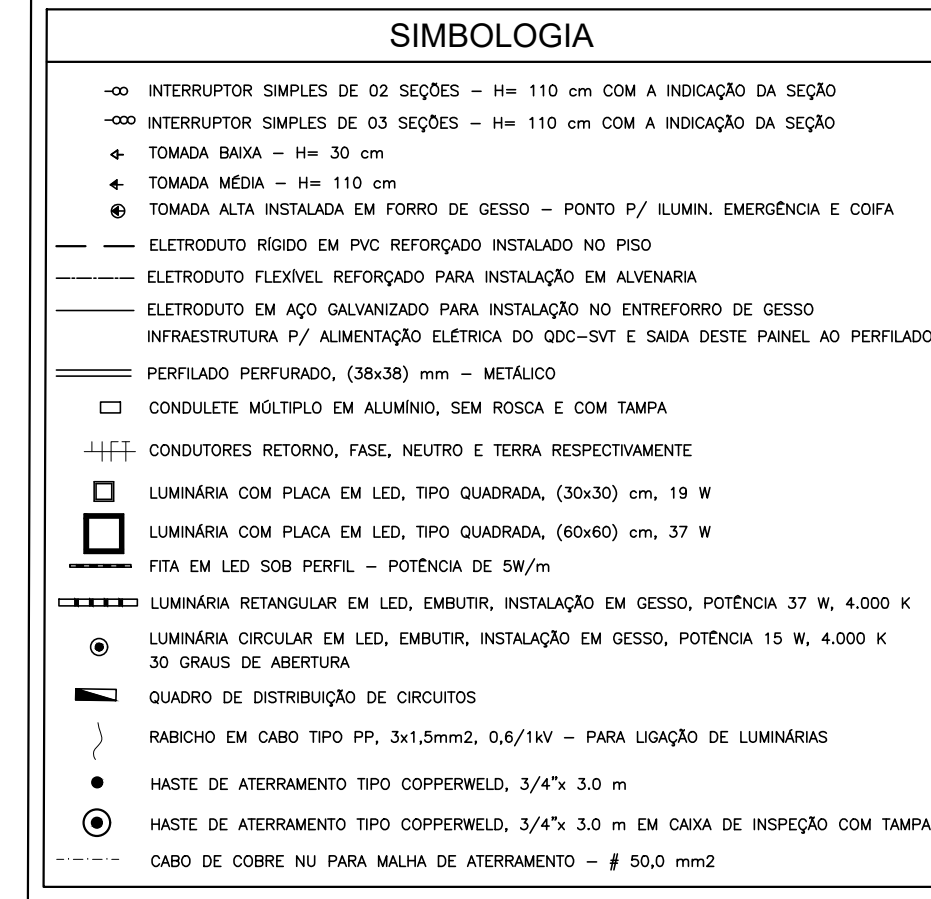 SIMBOLOGIA
INTERRUPTOR SIMPLES DE 02 SEÇÕES – H= 110 cm COM A INDICAÇÃO DA SEÇÃO
INTERRUPTOR SIMPLES DE 03 SEÇÕES – H= 110 cm COM A INDICAÇÃO DA SEÇÃO
TOMADA BAIXA – H= 30 cm
TOMADA MÉDIA – H= 110 cm
TOMADA ALTA INSTALADA EM FORRO DE GESSO – PONTO P/ ILUMIN. EMERGÊNCIA E COIFA
ELETRODUTO RÍGIDO EM PVC REFORÇADO INSTALADO NO PISO
ELETRODUTO FLEXÍVEL REFORÇADO PARA INSTALAÇÃO EM ALVENARIA
ELETRODUTO EM AÇO GALVANIZADO PARA INSTALAÇÃO NO ENTREFORRO DE GESSO
INFRAESTRUTURA P/ ALIMENTAÇÃO ELÉTRICA DO QDC–SVT E SAIDA DESTE PAINEL AO PERFILADO
PERFILADO PERFURADO, (38x38) mm – METÁLICO
CONDULETE MÚLTIPLO EM ALUMÍNIO, SEM ROSCA E COM TAMPA
CONDUTORES RETORNO, FASE, NEUTRO E TERRA RESPECTIVAMENTE
LUMINÁRIA COM PLACA EM LED, TIPO QUADRADA, (30x30) cm, 19 W
LUMINÁRIA COM PLACA EM LED, TIPO QUADRADA, (60x60) cm, 37 W
FITA EM LED SOB PERFIL – POTÊNCIA DE 5W/m
LUMINÁRIA RETANGULAR EM LED, EMBUTIR, INSTALAÇÃO EM GESSO, POTÊNCIA 37 W, 4.000 K
LUMINÁRIA CIRCULAR EM LED, EMBUTIR, INSTALAÇÃO EM GESSO, POTÊNCIA 15 W, 4.000 K
30 GRAUS DE ABERTURA
QUADRO DE DISTRIBUIÇÃO DE CIRCUITOS
RABICHO EM CABO TIPO PP, 3x1,5mm2, 0,6/1kV – PARA LIGAÇÃO DE LUMINÁRIAS
HASTE DE ATERRAMENTO TIPO COPPERWELD, 3/4"x 3.0 m
HASTE DE ATERRAMENTO TIPO COPPERWELD, 3/4"x 3.0 m EM CAIXA DE INSPEÇÃO COM TAMPA
CABO DE COBRE NU PARA MALHA DE ATERRAMENTO – # 50,0 mm2